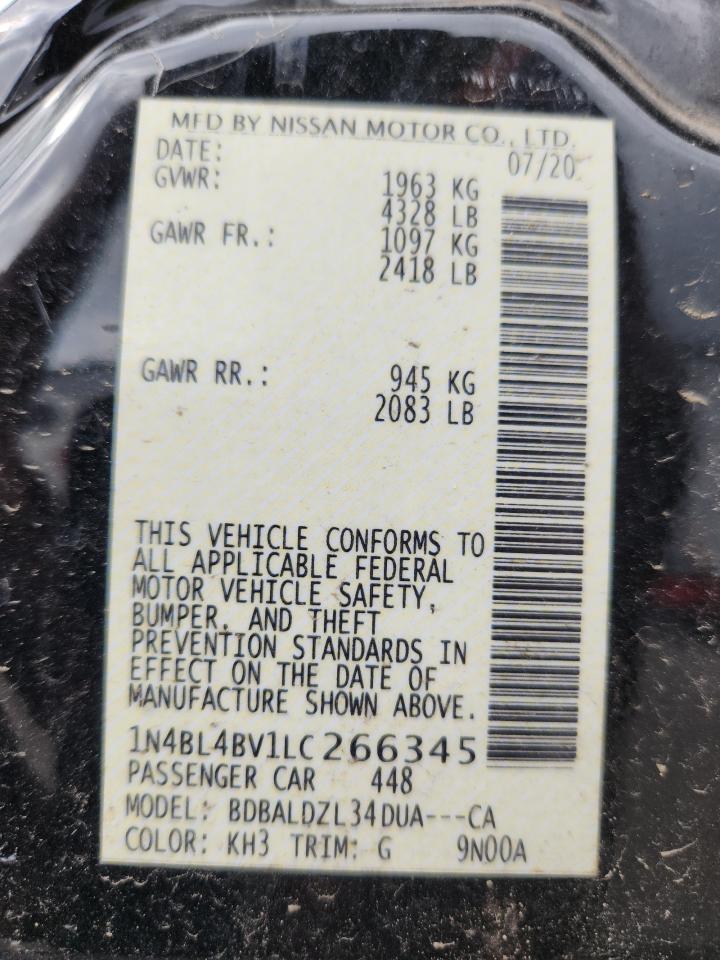 MFD BY NISSAN MOTOR CO., LTD.
DATE: 07/20
GVWR: 1963 KG
4328 LB
GAWR FR.: 1097 KG
2418 LB
GAWR RR.: 945 KG
2083 LB
THIS VEHICLE CONFORMS TO
ALL APPLICABLE FEDERAL
MOTOR VEHICLE SAFETY,
BUMPER, AND THEFT
PREVENTION STANDARDS IN
EFFECT ON THE DATE OF
MANUFACTURE SHOWN ABOVE.
1N4BL4BV1LC266345
PASSENGER CAR 448
MODEL: BDBALDZL34DUA---CA
COLOR: KH3 TRIM: G 9N00A